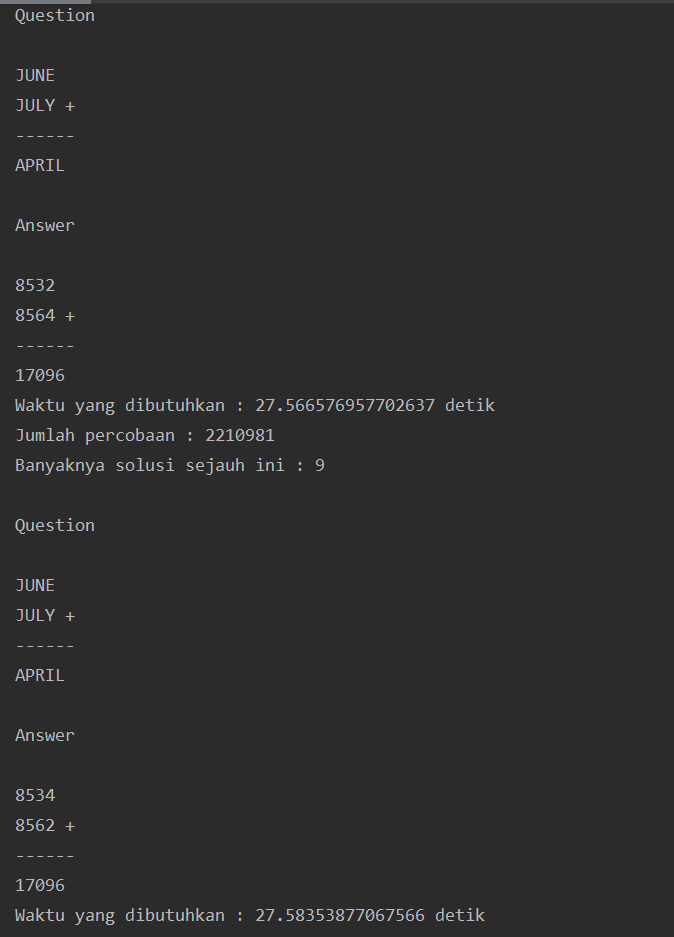 Question
JUNE
JULY +
------
APRIL
Answer
8532
8564 +
------
17096
Waktu yang dibutuhkan : 27.566576957702637 detik
Jumlah percobaan : 2210981
Banyaknya solusi sejauh ini : 9
Question
JUNE
JULY +
------
APRIL
Answer
8534
8562 +
------
17096
Waktu yang dibutuhkan : 27.58353877067566 detik